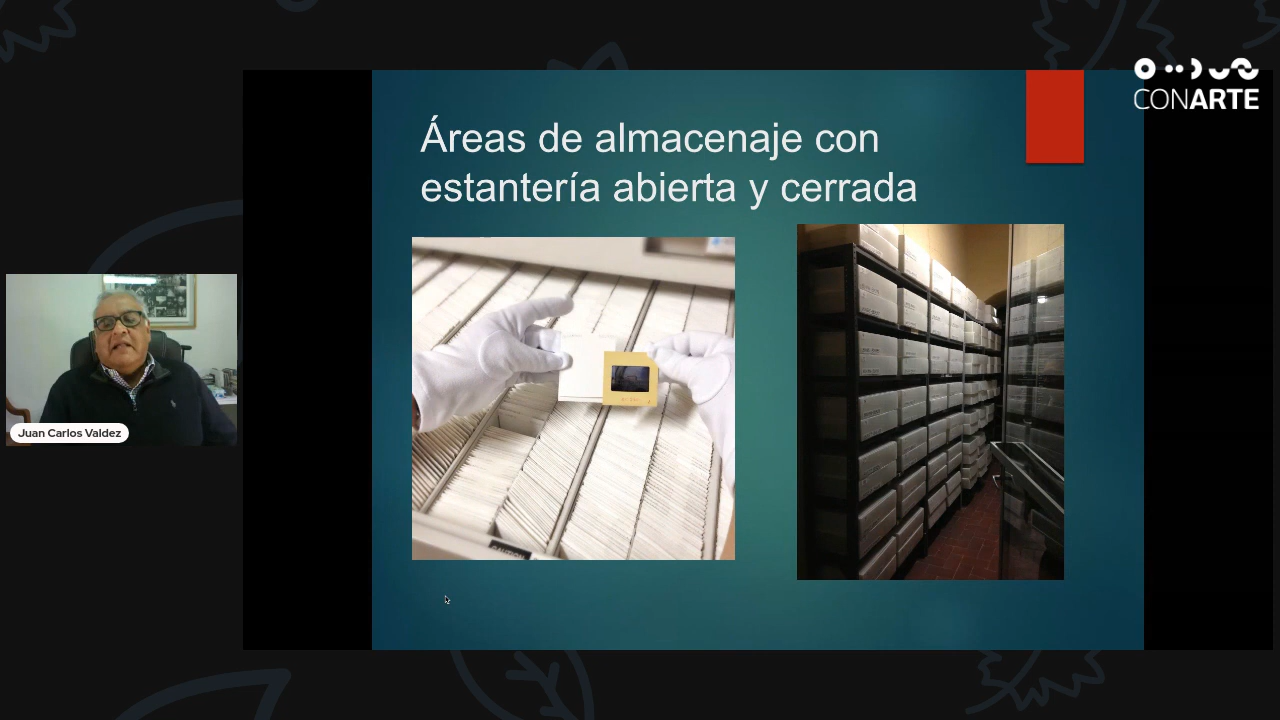 CONARTE
Áreas de almacenaje con
estantería abierta y cerrada
Juan Carlos Valdez